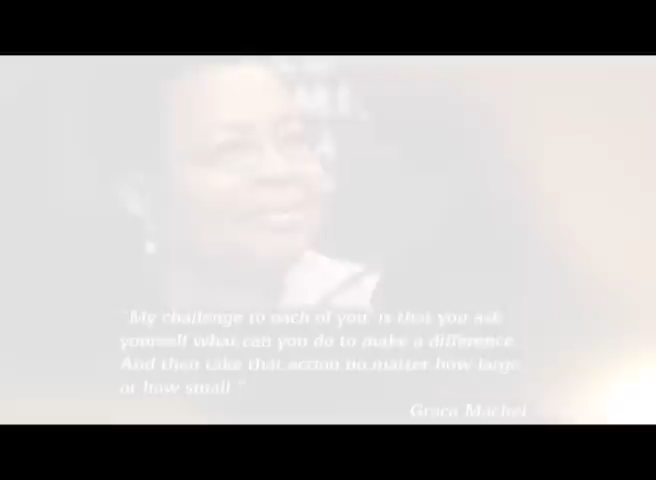 "My challenge to each of you, is that you ask
yourself what can you do to make a difference.
And then take that action no matter how large
or how small."
Graca Machel